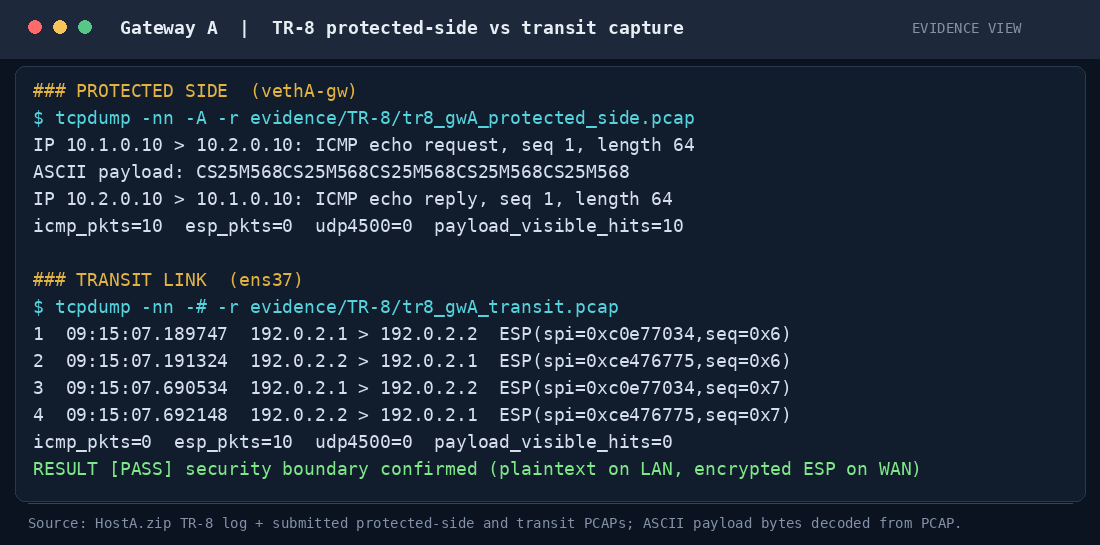 Gateway A | TR-8 protected-side vs transit capture EVIDENCE VIEW
### PROTECTED SIDE (vethA-gw)
$ tcpdump -nn -A -r evidence/TR-8/tr8_gwA_protected_side.pcap
IP 10.1.0.10 > 10.2.0.10: ICMP echo request, seq 1, length 64
ASCII payload: CS25M568CS25M568CS25M568CS25M568CS25M568
IP 10.2.0.10 > 10.1.0.10: ICMP echo reply, seq 1, length 64
icmp_pkts=10 esp_pkts=0 udp4500=0 payload_visible_hits=10
### TRANSIT LINK (ens37)
$ tcpdump -nn -# -r evidence/TR-8/tr8_gwA_transit.pcap
1 09:15:07.189747 192.0.2.1 > 192.0.2.2 ESP(spi=0xc0e77034,seq=0x6)
2 09:15:07.191324 192.0.2.2 > 192.0.2.1 ESP(spi=0xce476775,seq=0x6)
3 09:15:07.690534 192.0.2.1 > 192.0.2.2 ESP(spi=0xc0e77034,seq=0x7)
4 09:15:07.692148 192.0.2.2 > 192.0.2.1 ESP(spi=0xce476775,seq=0x7)
icmp_pkts=0 esp_pkts=10 udp4500=0 payload_visible_hits=0
RESULT [PASS] security boundary confirmed (plaintext on LAN, encrypted ESP on WAN)
Source: HostA.zip TR-8 log + submitted protected-side and transit PCAPs; ASCII payload bytes decoded from PCAP.